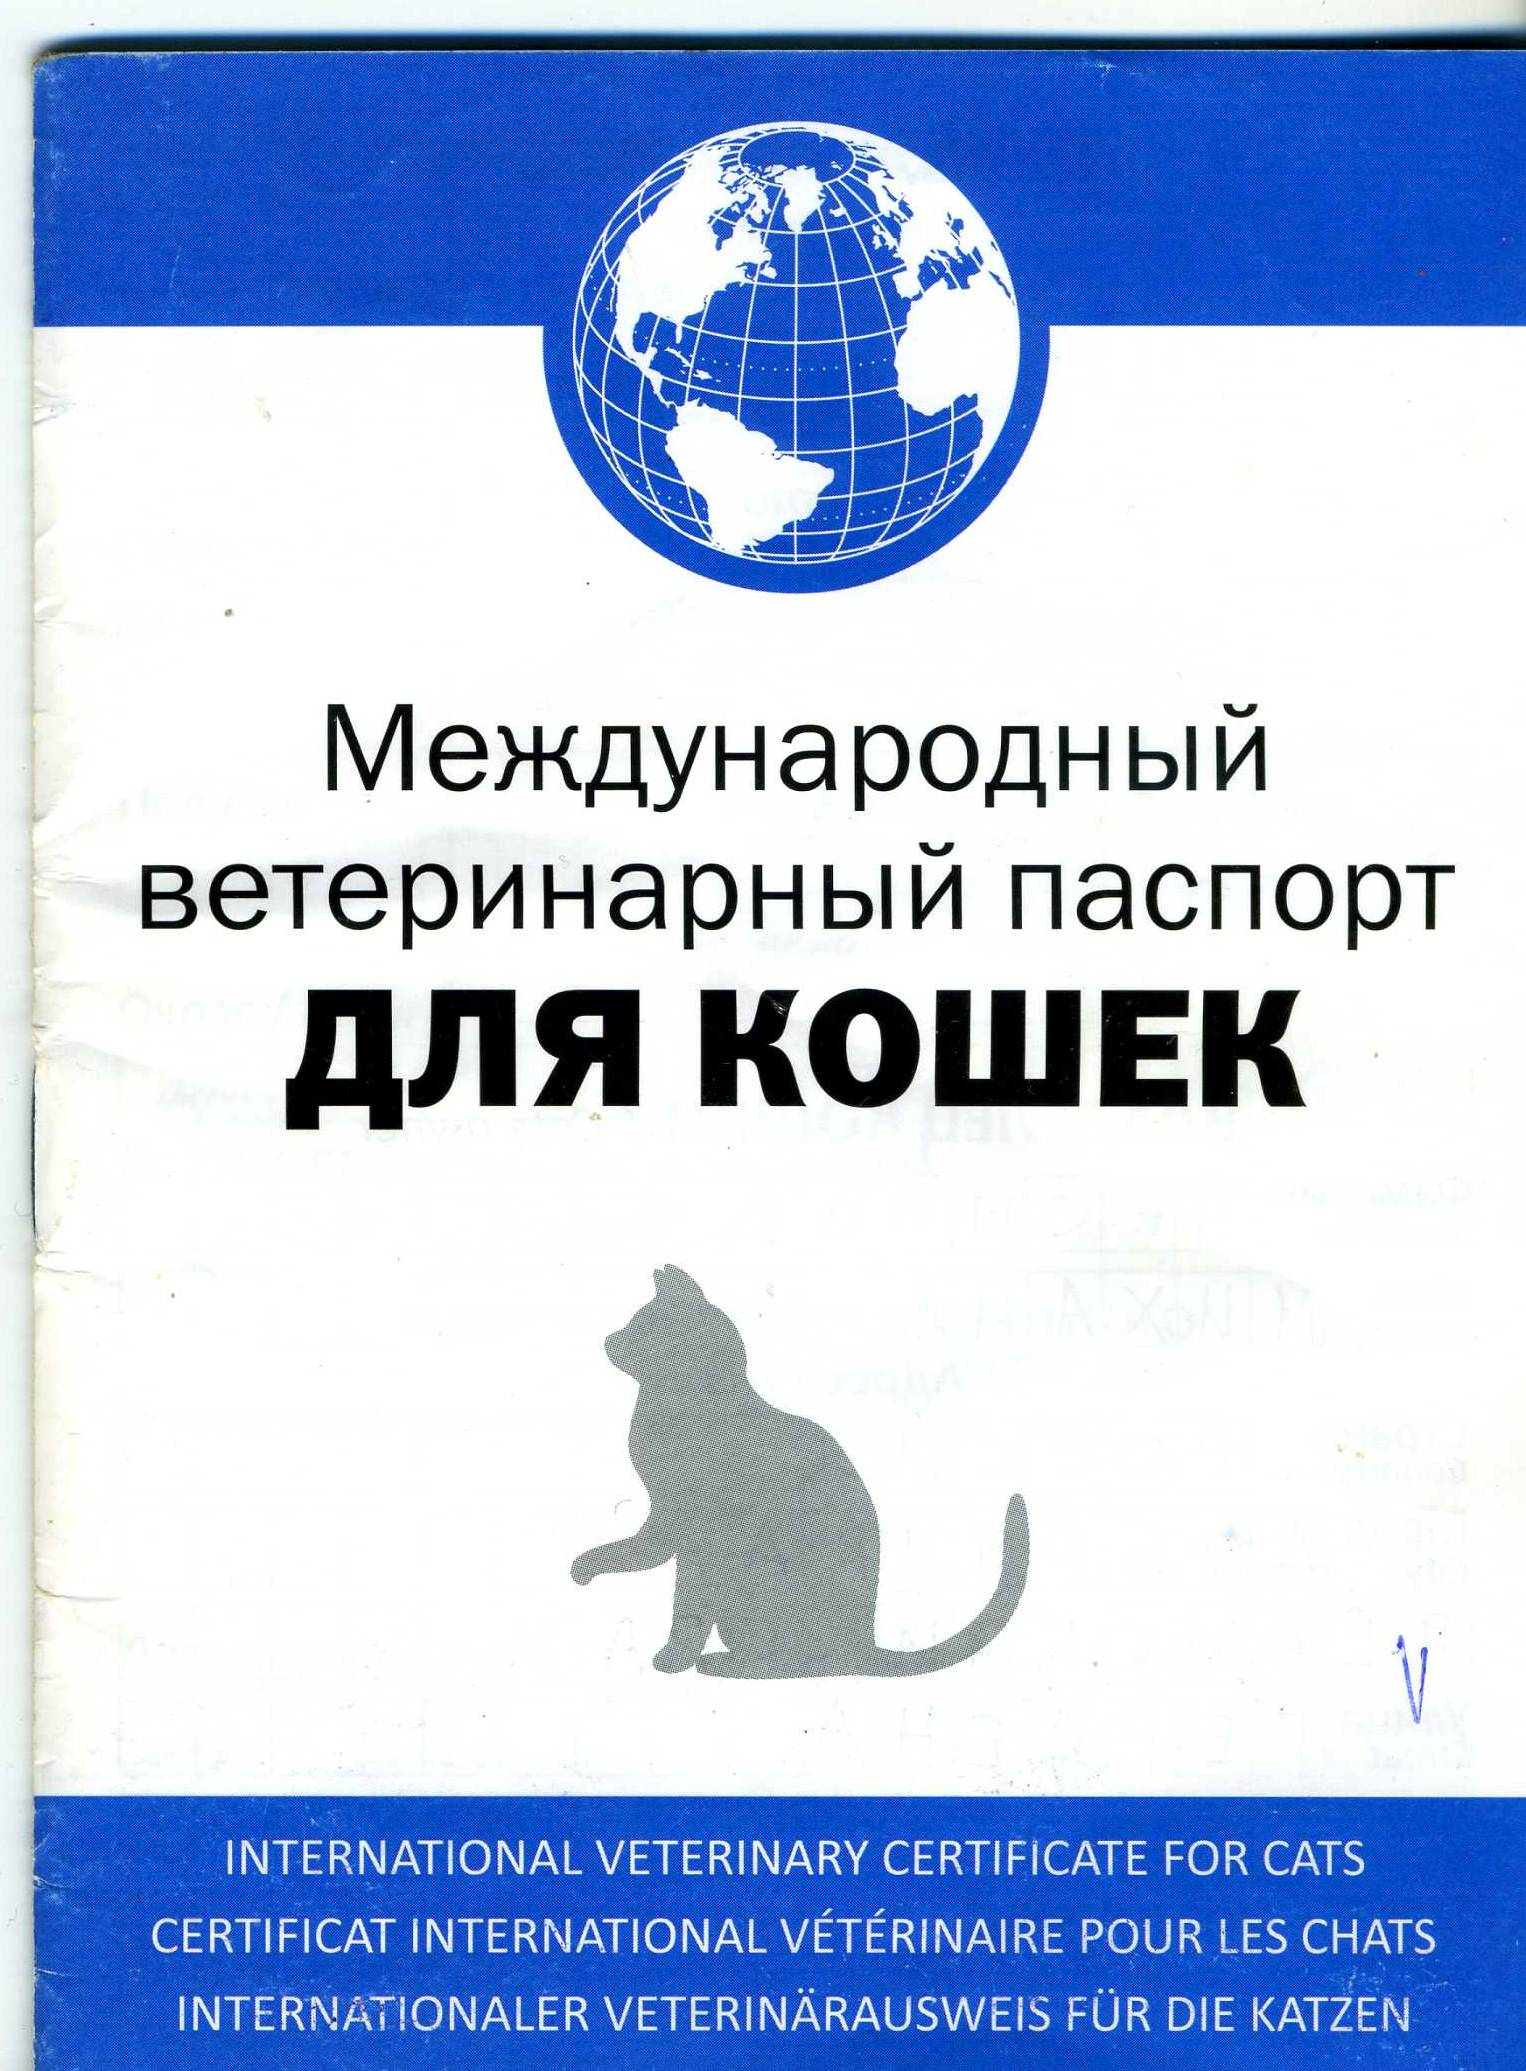 Международный
ветеринарный паспорт
ДЛЯ КОШЕК
V
INTERNATIONAL VETERINARY CERTIFICATE FOR CATS
CERTIFICAT INTERNATIONAL VÉTÉRINAIRE POUR LES CHATS
INTERNATIONALER VETERINÄRAUSWEIS FÜR DIE KATZEN